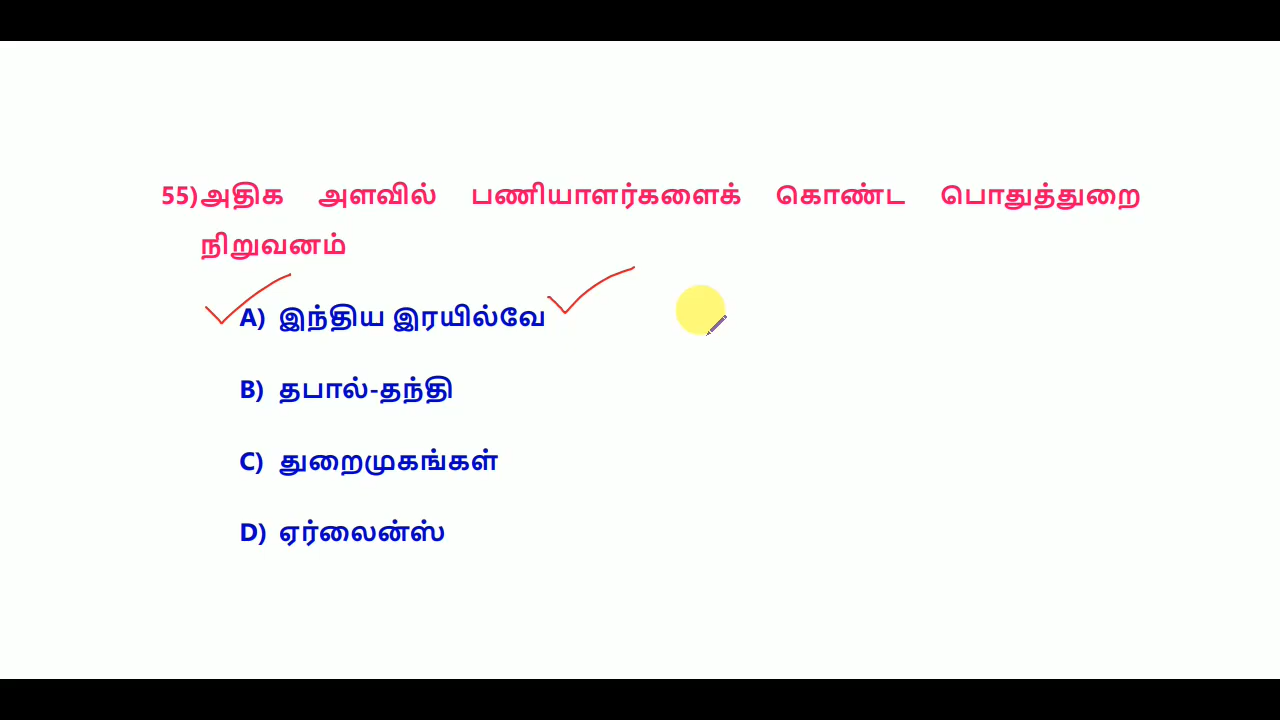 55)அதிக அளவில் பணியாளர்களைக் கொண்ட பொதுத்துறை
நிறுவனம்
A) இந்திய இரயில்வே
B) தபால்-தந்தி
C) துறைமுகங்கள்
D) ஏர்லைன்ஸ்